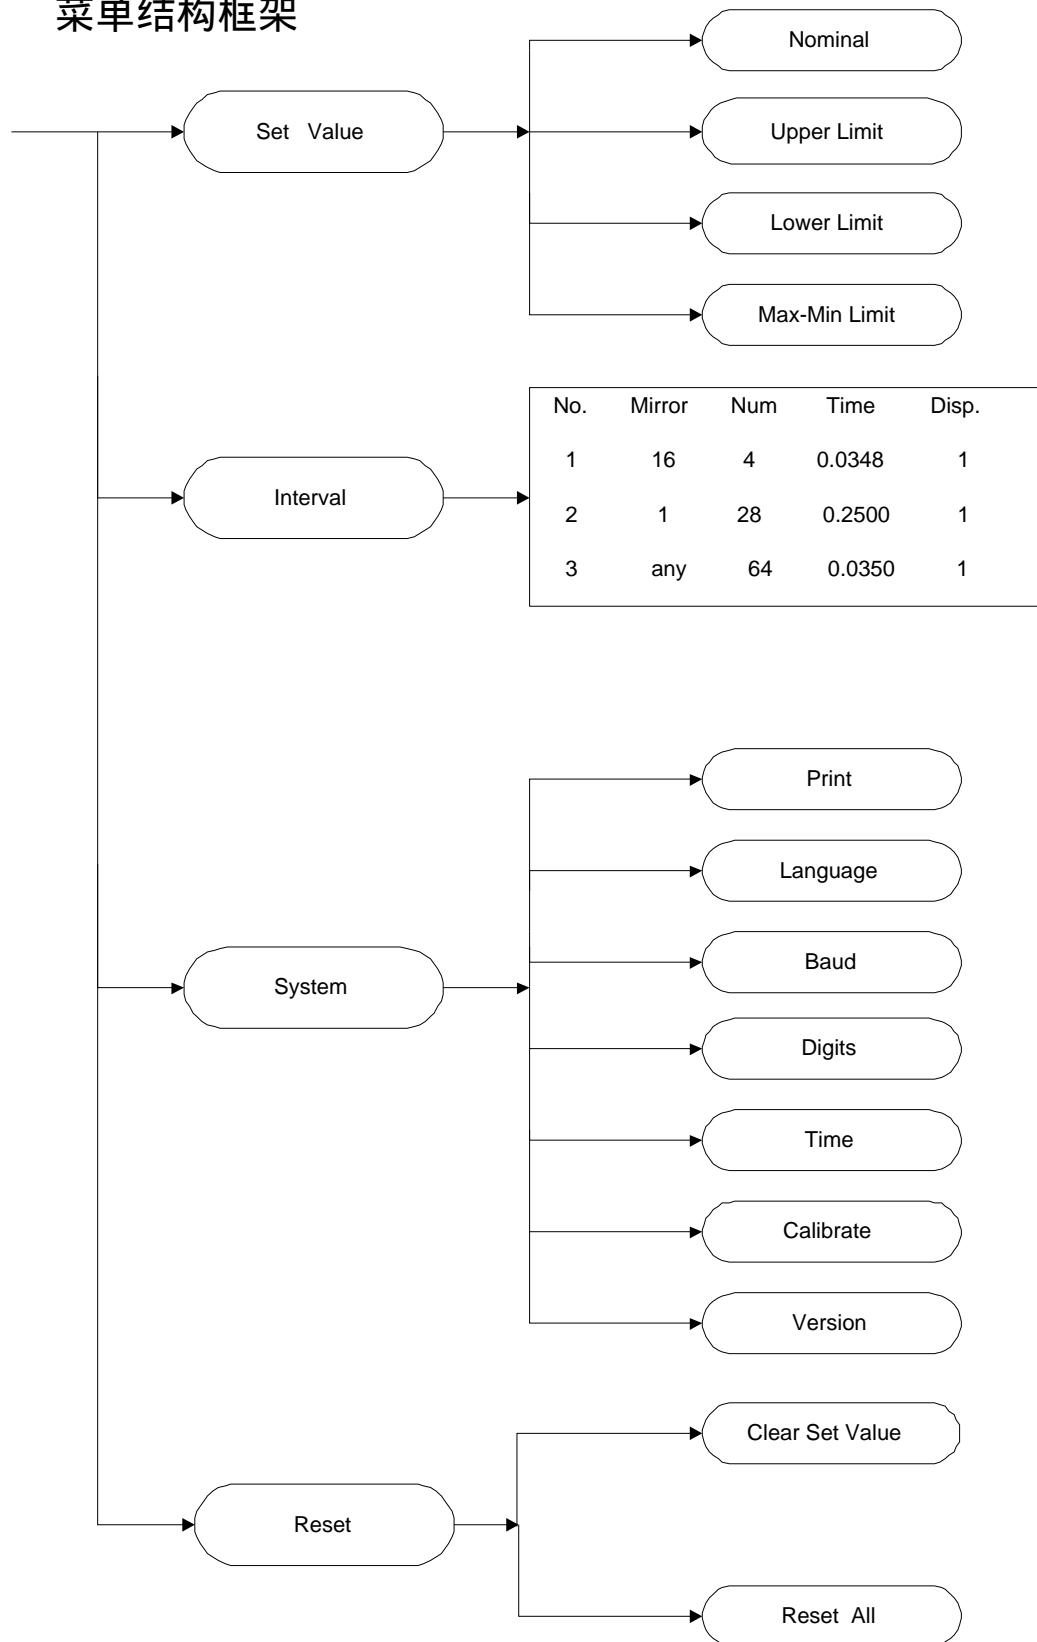 菜单结构框架
Nominal
Set Value
Upper Limit
Lower Limit
Max-Min Limit
No. Mirror Num Time Disp.
1 16 4 0.0348 1
Interval
2 1 28 0.2500 1
3 any 64 0.0350 1
Print
Language
Baud
System
Digits
Time
Calibrate
Version
Clear Set Value
Reset
Reset All